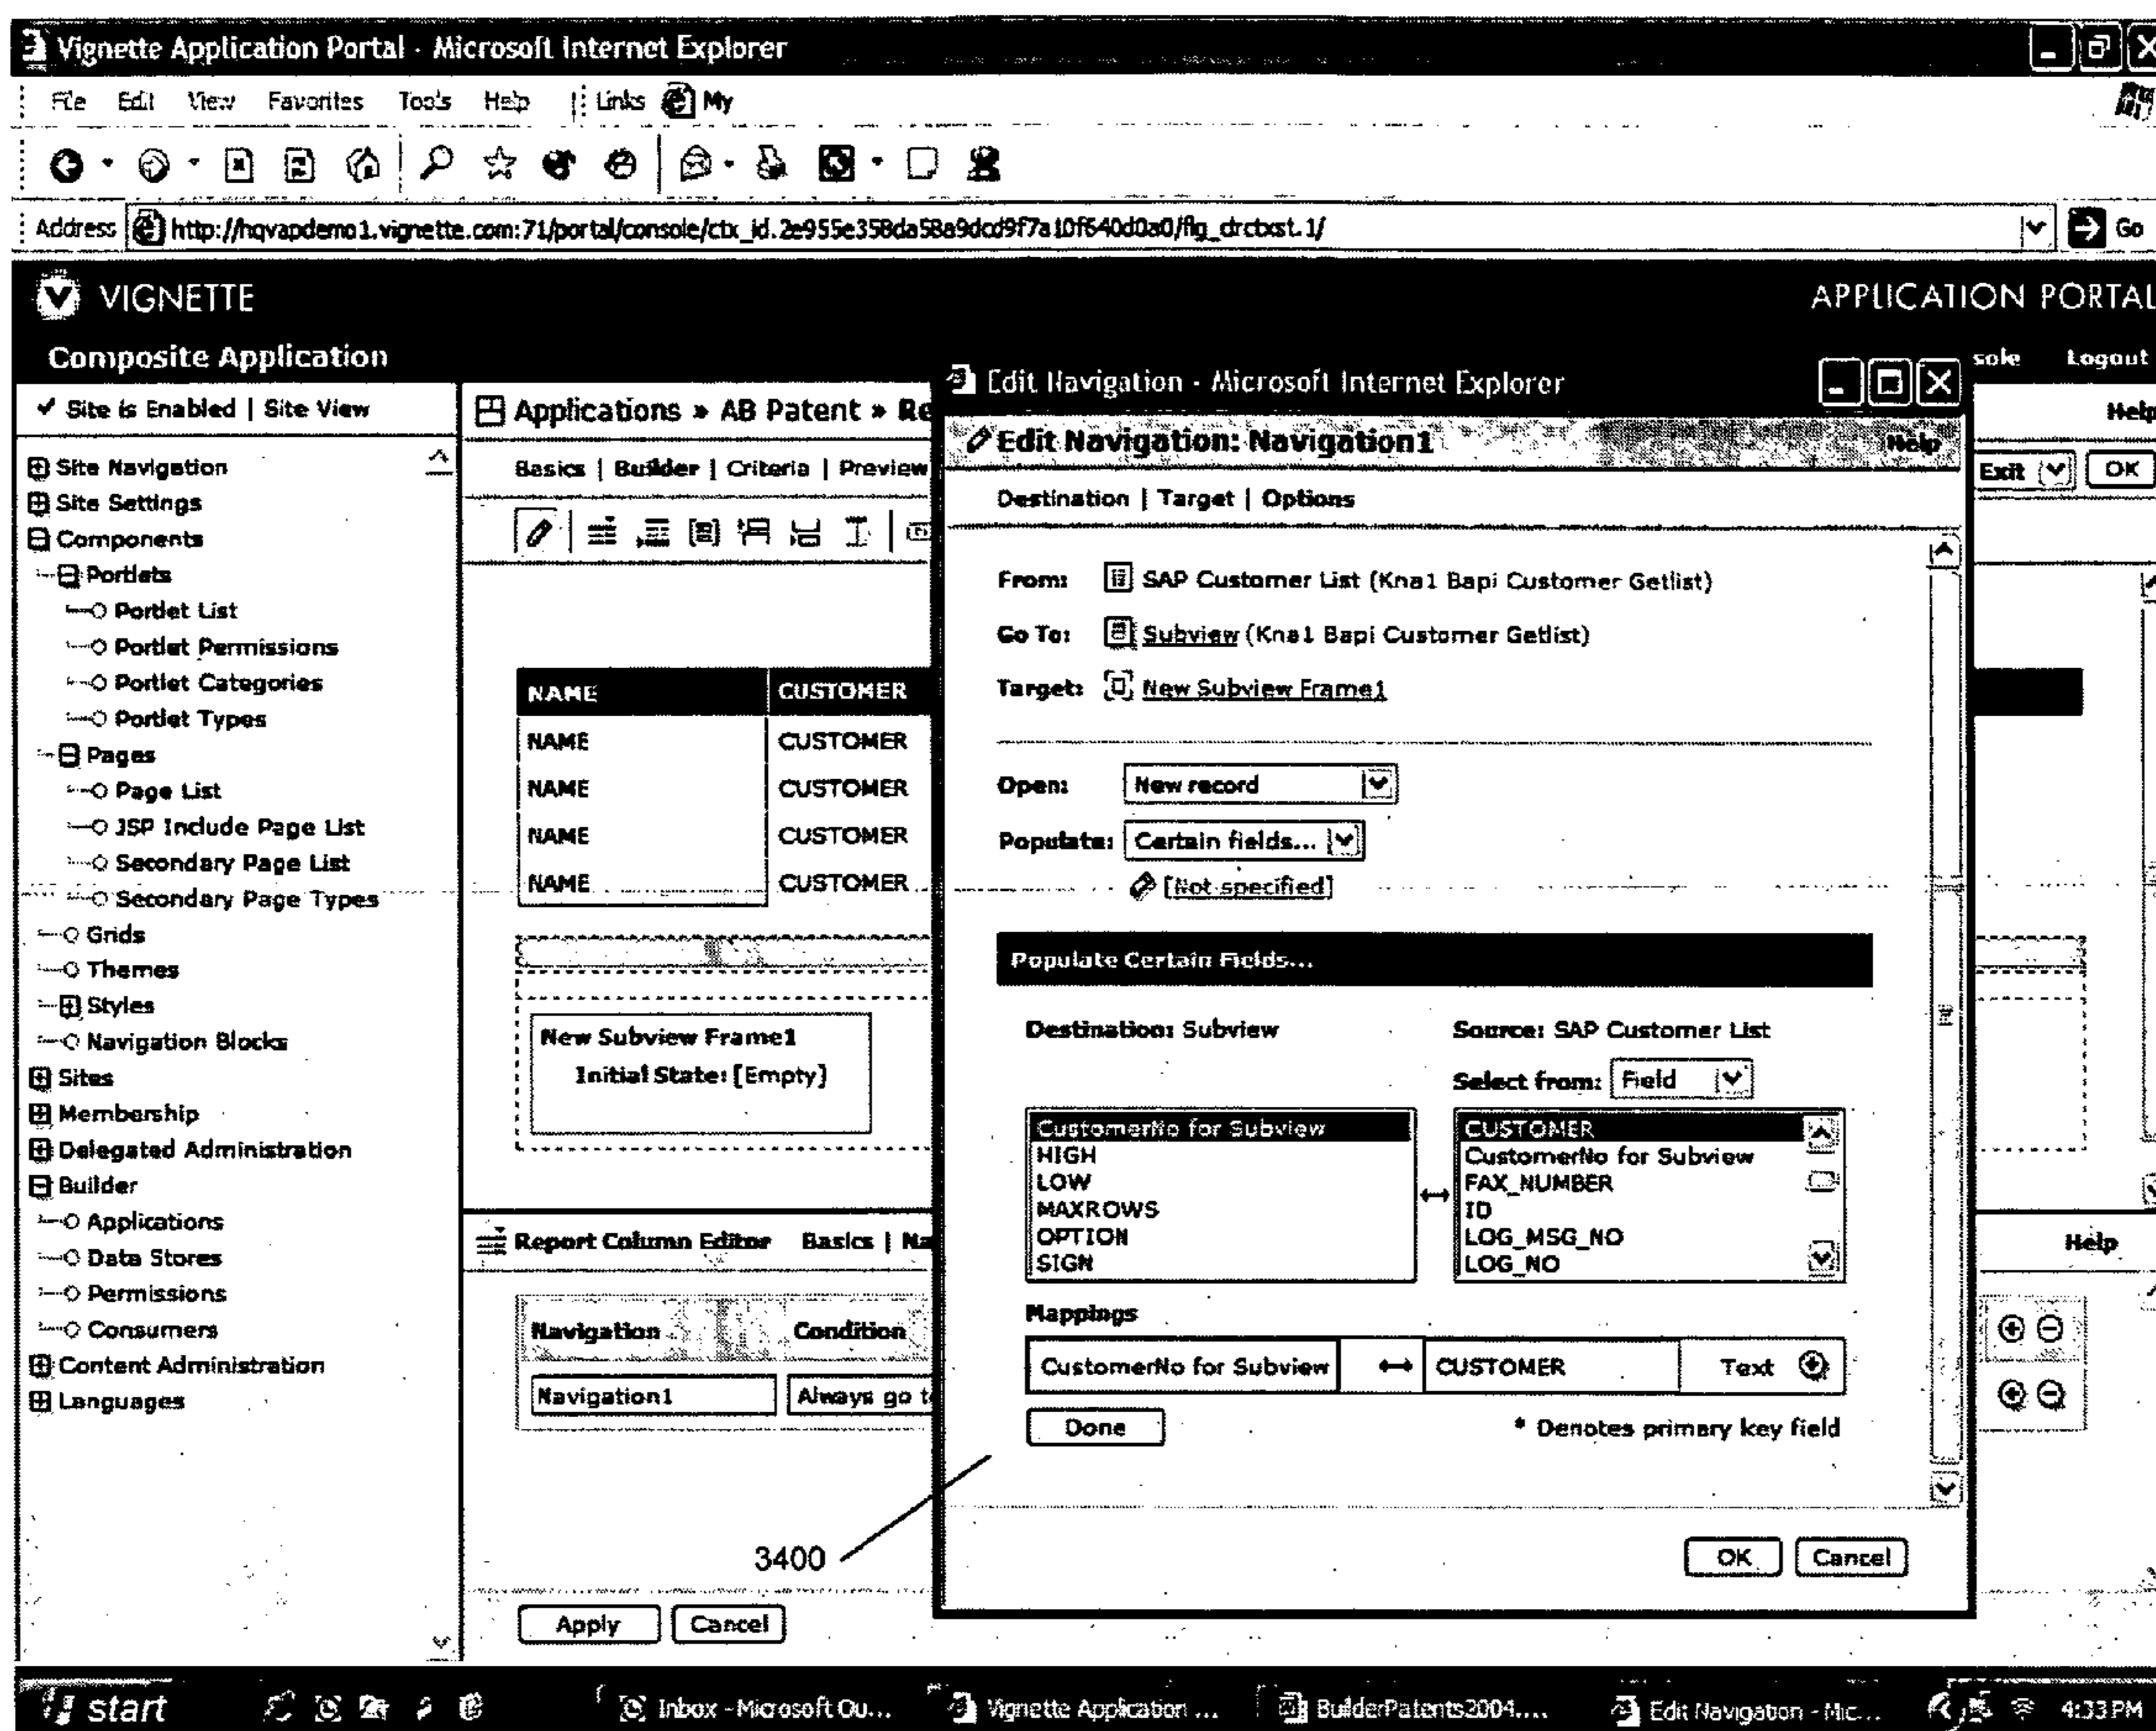 Vignette Application Portal - Microsoft Internet Explorer
File Edit View Favorites Tools Help Links My
Address http://hqvapdemo1.vignette.com:71/portal/console/ctx_id.2e955e358da58a9dcd9f7a10f640d0a0/flg_drctxst.1/ Go
VIGNETTE
APPLICATION PORTAL
Composite Application
sole Logout
Site is Enabled | Site View
Help
Site Navigation
Site Settings
Components
Portlets
Portlet List
Portlet Permissions
Portlet Categories
Portlet Types
Pages
Page List
JSP Include Page List
Secondary Page List
Secondary Page Types
Grids
Themes
Styles
Navigation Blocks
Sites
Membership
Delegated Administration
Builder
Applications
Data Stores
Permissions
Consumers
Content Administration
Languages
Applications » AB Patent » Re
Basics | Builder | Criteria | Preview
Exit OK
NAME CUSTOMER
NAME CUSTOMER
NAME CUSTOMER
NAME CUSTOMER
NAME CUSTOMER
New Subview Frame1
Initial State: [Empty]
Report Column Editor Basics | Na
Help
Navigation Condition
Navigation1 Always go t
Apply Cancel
3400
Edit Navigation - Microsoft Internet Explorer
Edit Navigation: Navigation1 Help
Destination | Target | Options
From: SAP Customer List (Kna1 Bapi Customer Getlist)
Go To: Subview (Kna1 Bapi Customer Getlist)
Target: New Subview Frame1
Open: New record
Populate: Certain fields...
[Not specified]
Populate Certain Fields...
Destination: Subview
Source: SAP Customer List
Select from: Field
CustomerNo for Subview
HIGH
LOW
MAXROWS
OPTION
SIGN
CUSTOMER
CustomerNo for Subview
FAX_NUMBER
ID
LOG_MSG_NO
LOG_NO
Mappings
CustomerNo for Subview CUSTOMER Text
Done
* Denotes primary key field
OK Cancel
start Inbox - Microsoft Ou... Vignette Application ... BuilderPatents2004.... Edit Navigation - Mic... 4:33 PM